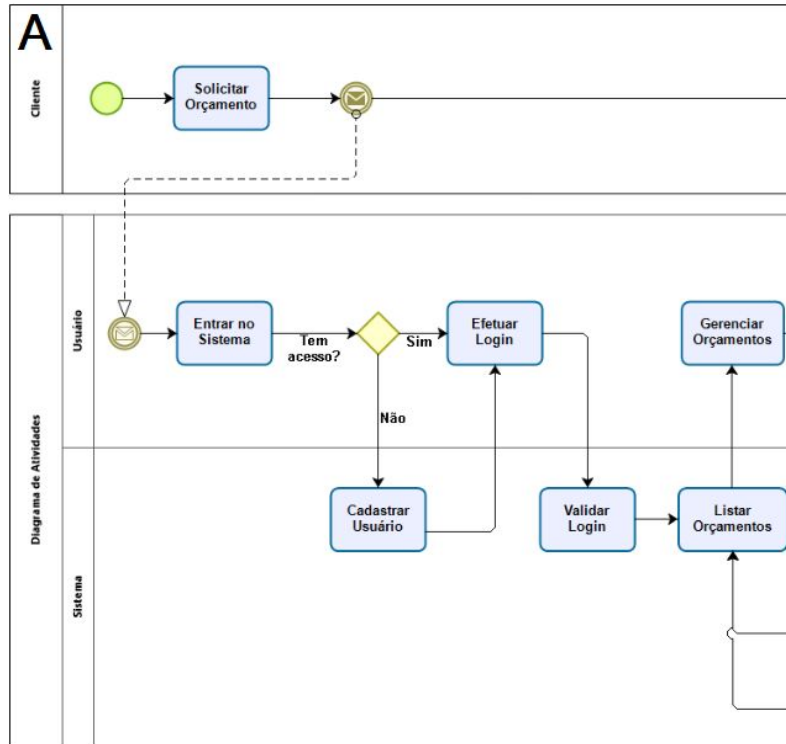 A
Cliente
Solicitar
Orçamento
Diagrama de Atividades
Usuário
Entrar no
Sistema
Tem
acesso?
Sim
Não
Efetuar
Login
Gerenciar
Orçamentos
Sistema
Cadastrar
Usuário
Validar
Login
Listar
Orçamentos